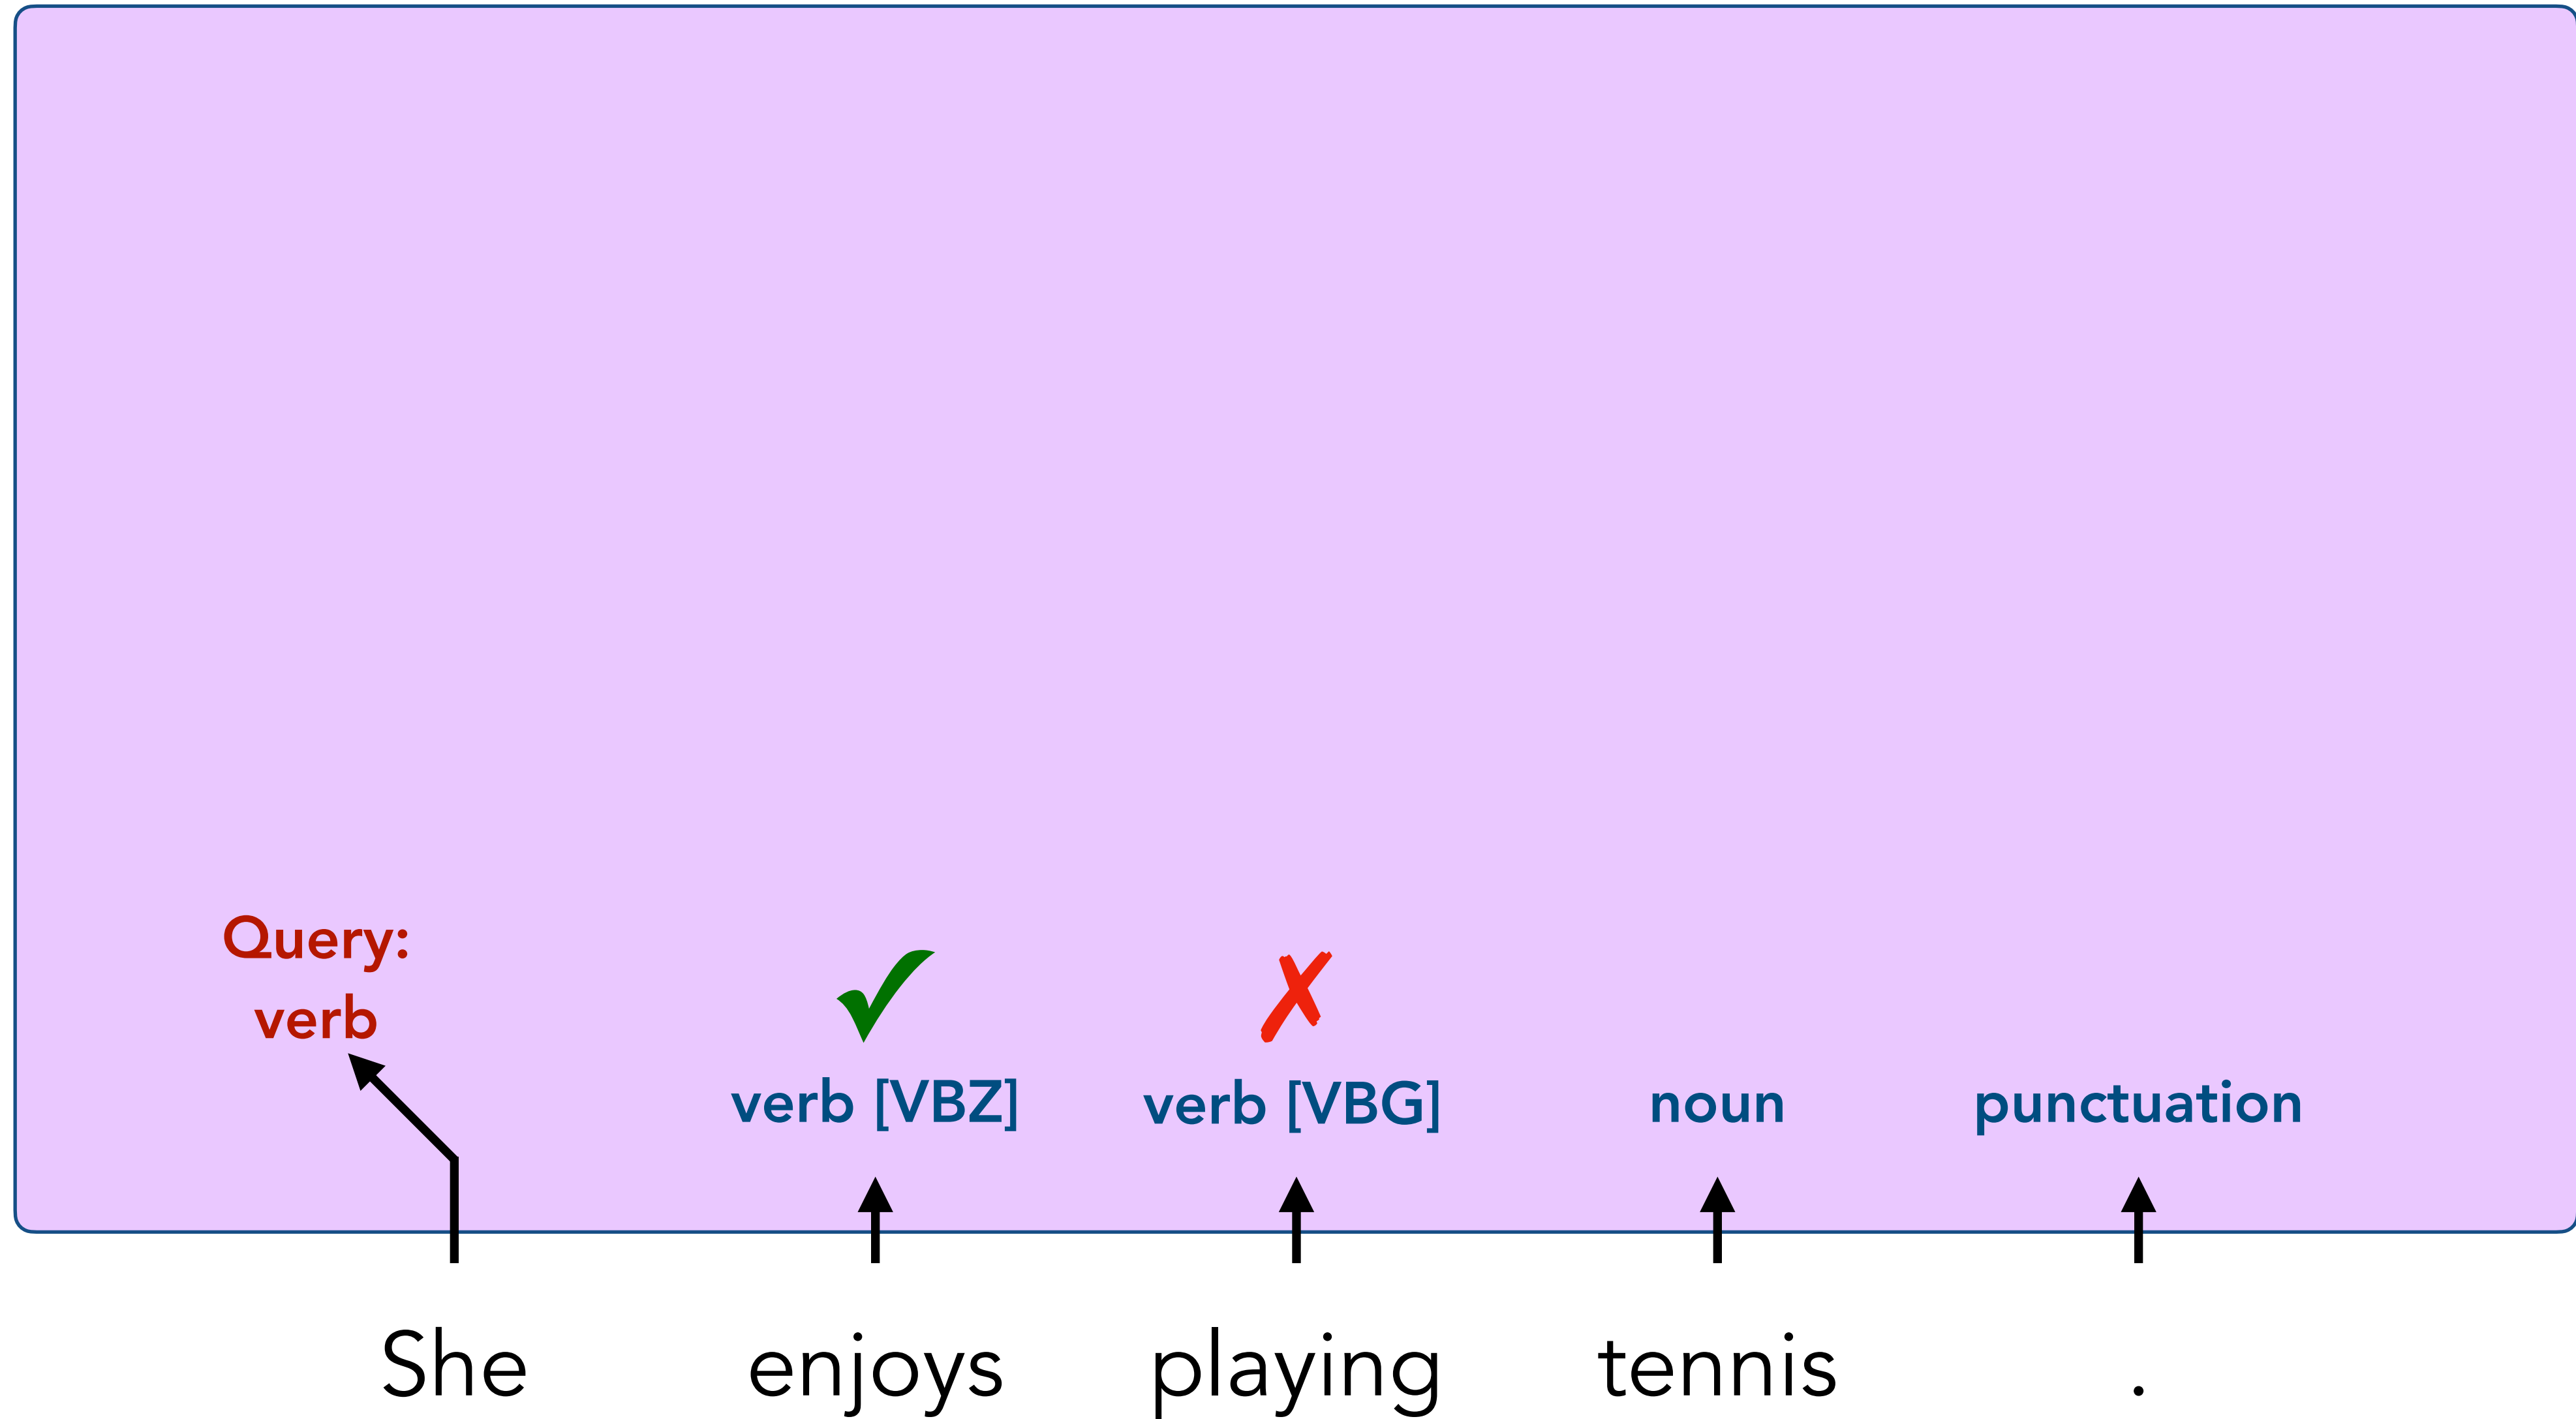 Query:
verb
✓ ✗
verb [VBZ] verb [VBG] noun punctuation
She enjoys playing tennis .